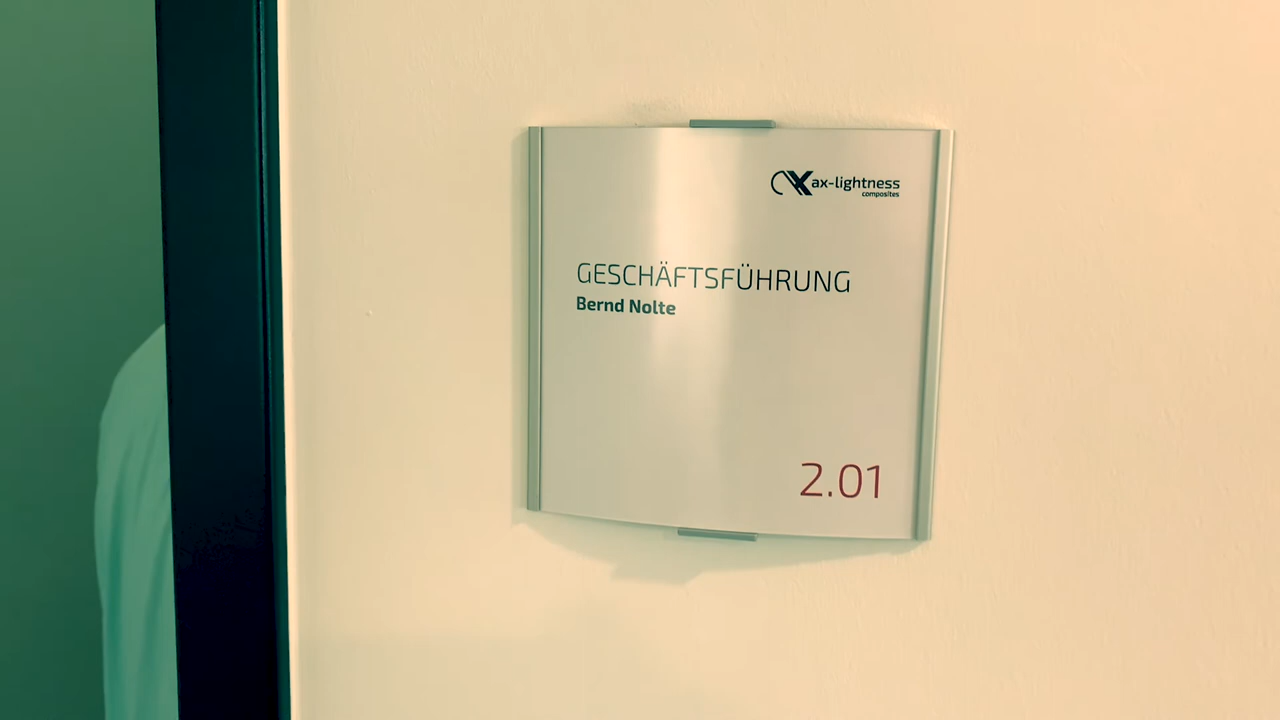 ax-lightness
composites
GESCHÄFTSFÜHRUNG
Bernd Nolte
2.01